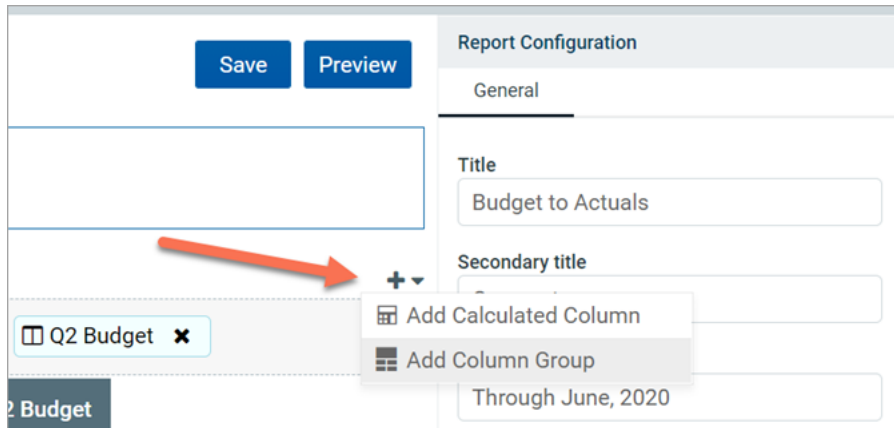 Report Configuration
Save
Preview
General
Title
Budget to Actuals
Secondary title
Add Calculated Column
Q2 Budget
Add Column Group
Through June, 2020
Budget